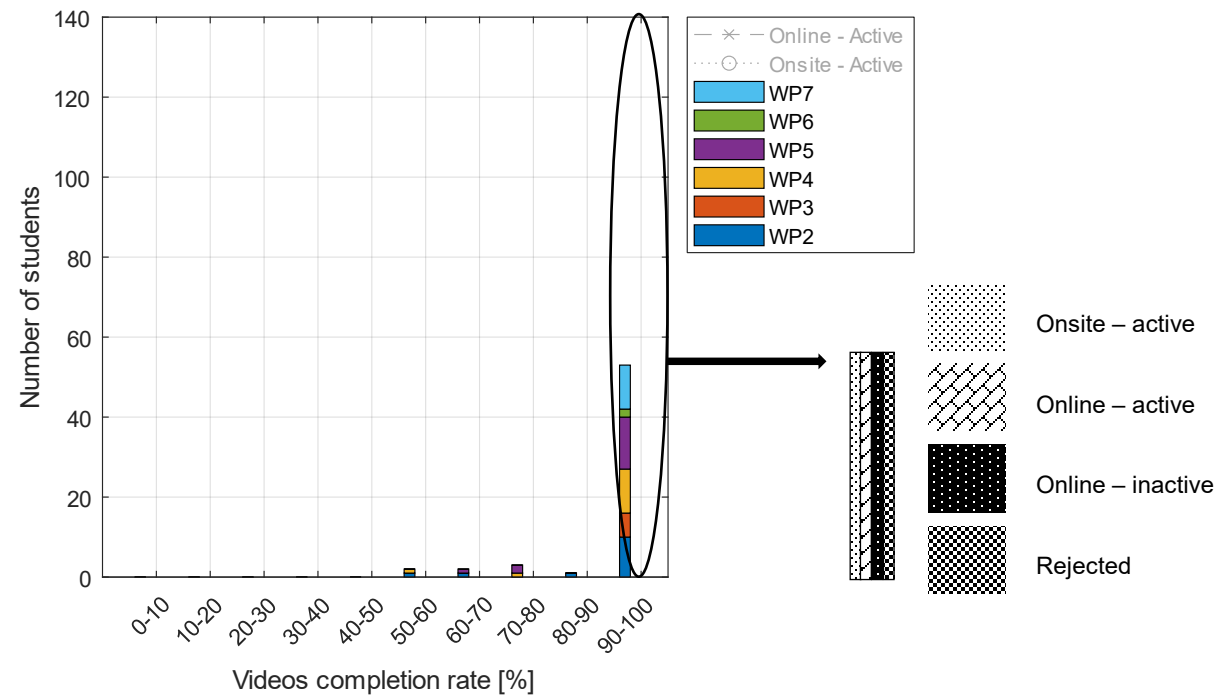 140
120
100
80
60
40
20
0
Number of students
0-10
10-20
20-30
30-40
40-50
50-60
60-70
70-80
80-90
90-100
Videos completion rate [%]
Online - Active
Onsite - Active
WP7
WP6
WP5
WP4
WP3
WP2
Onsite – active
Online – active
Online – inactive
Rejected